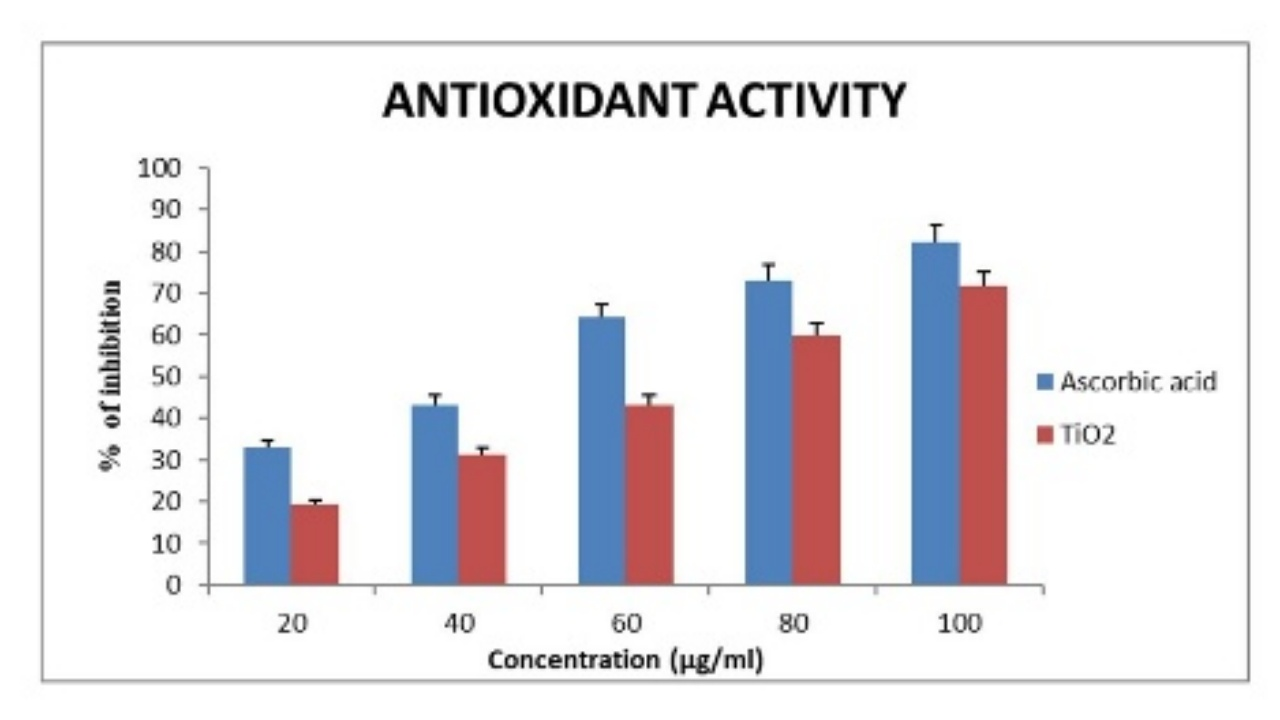 ANTIOXIDANT ACTIVITY
100
90
80
70
60
50
40
30
20
10
0
% of inhibition
20 40 60 80 100
Concentration (µg/ml)
Ascorbic acid
TiO2